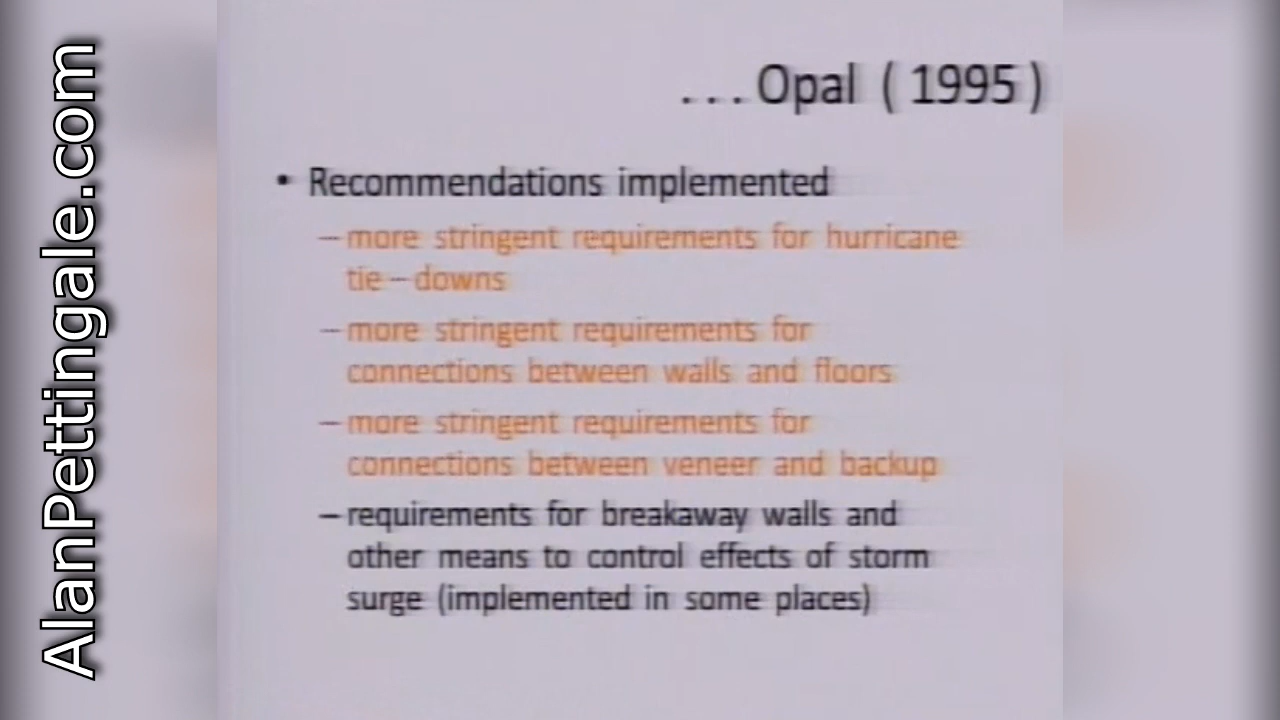 AlanPettingale.com
...Opal (1995)
• Recommendations implemented
– more stringent requirements for hurricane
tie – downs
– more stringent requirements for
connections between walls and floors
– more stringent requirements for
connections between veneer and backup
– requirements for breakaway walls and
other means to control effects of storm
surge (implemented in some places)